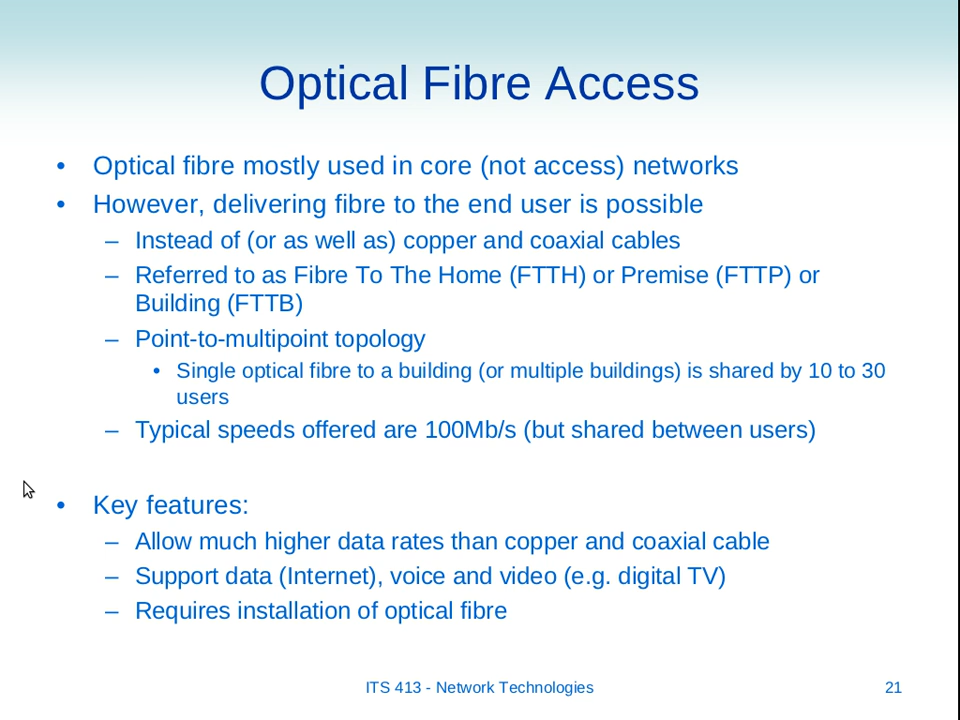 Optical Fibre Access
• Optical fibre mostly used in core (not access) networks
• However, delivering fibre to the end user is possible
– Instead of (or as well as) copper and coaxial cables
– Referred to as Fibre To The Home (FTTH) or Premise (FTTP) or
Building (FTTB)
– Point-to-multipoint topology
• Single optical fibre to a building (or multiple buildings) is shared by 10 to 30
users
– Typical speeds offered are 100Mb/s (but shared between users)
• Key features:
– Allow much higher data rates than copper and coaxial cable
– Support data (Internet), voice and video (e.g. digital TV)
– Requires installation of optical fibre
ITS 413 - Network Technologies
21